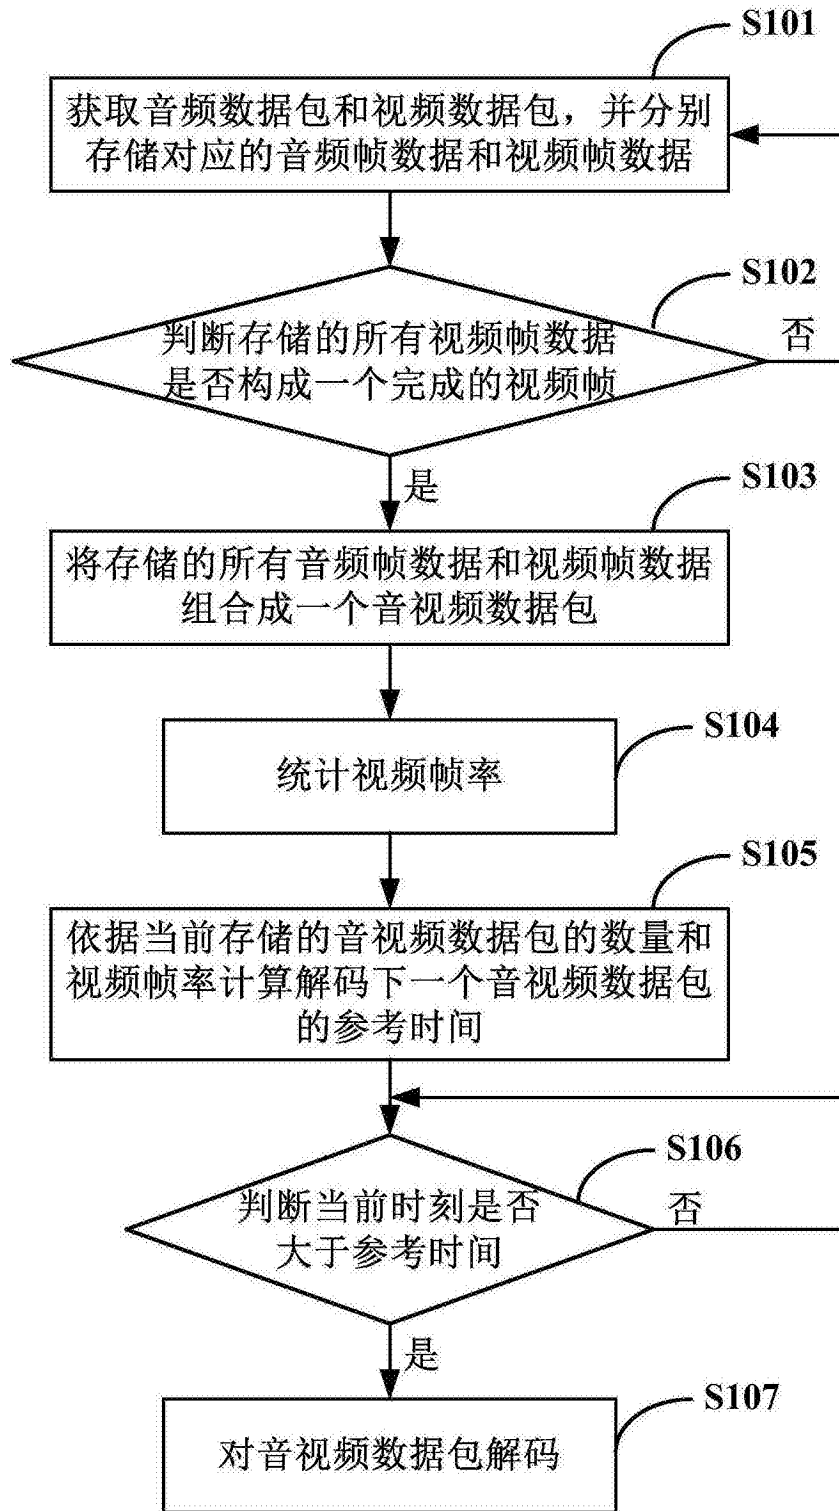 S101
获取音频数据包和视频数据包，并分别
存储对应的音频帧数据和视频帧数据
S102
判断存储的所有视频帧数据
是否构成一个完成的视频帧
否
是
S103
将存储的所有音频帧数据和视频帧数据
组合成一个音视频数据包
S104
统计视频帧率
S105
依据当前存储的音视频数据包的数量和
视频帧率计算解码下一个音视频数据包
的参考时间
S106
判断当前时刻是否
大于参考时间
否
是
S107
对音视频数据包解码